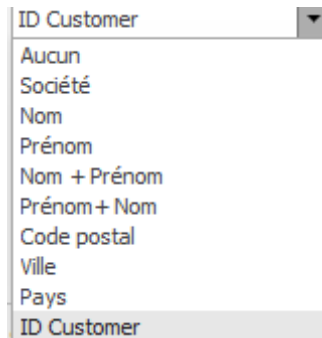 ID Customer
Aucun
Société
Nom
Prénom
Nom + Prénom
Prénom+ Nom
Code postal
Ville
Pays
ID Customer